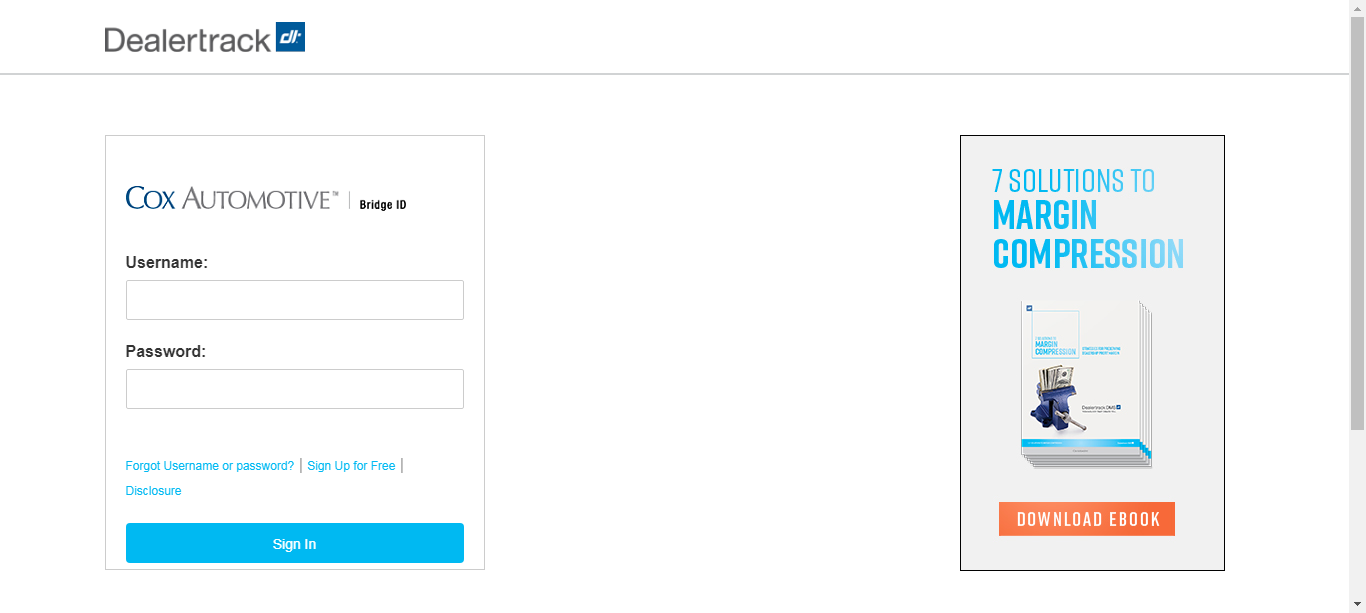 Dealertrack dt
COX AUTOMOTIVE™ | Bridge ID
Username:
Password:
Forgot Username or password? | Sign Up for Free |
Disclosure
Sign In
7 SOLUTIONS TO
MARGIN
COMPRESSION
MARGIN
COMPRESSION
Dealertrack DMS
DOWNLOAD EBOOK